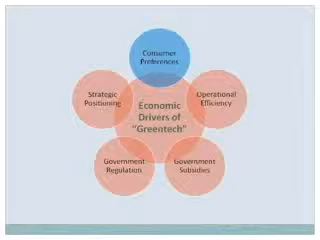 Consumer
Preferences
Strategic
Positioning
Operational
Efficiency
Economic
Drivers of
"Greentech"
Government
Regulation
Government
Subsidies